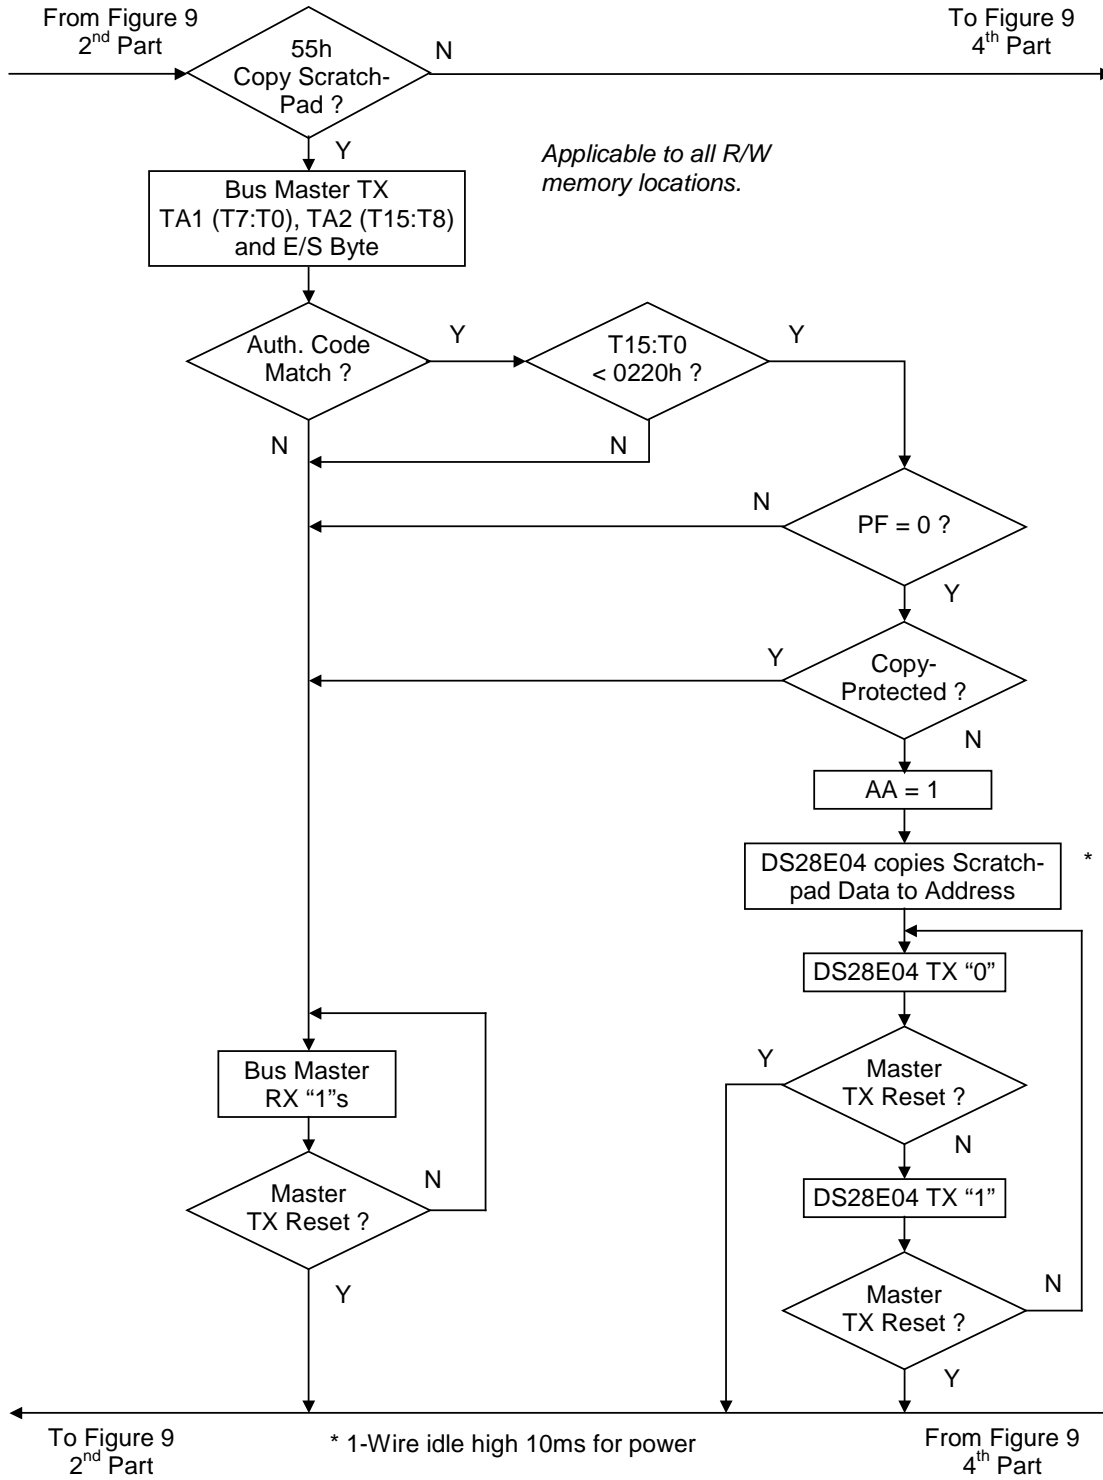 From Figure 9
2nd Part
To Figure 9
4th Part
55h
Copy Scratch-
Pad ?
N
Y
Applicable to all R/W
memory locations.
Bus Master TX
TA1 (T7:T0), TA2 (T15:T8)
and E/S Byte
Auth. Code
Match ?
Y
N
T15:T0
< 0220h ?
Y
N
PF = 0 ?
N
Y
Copy-
Protected ?
Y
N
AA = 1
DS28E04 copies Scratch-
pad Data to Address
*
DS28E04 TX “0”
Master
TX Reset ?
Y
N
DS28E04 TX “1”
Master
TX Reset ?
N
Y
Bus Master
RX “1”s
Master
TX Reset ?
N
Y
To Figure 9
2nd Part
* 1-Wire idle high 10ms for power
From Figure 9
4th Part